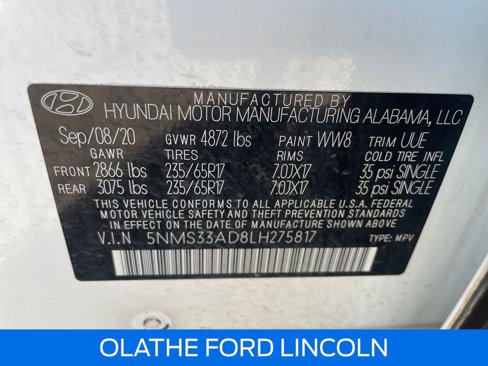 MANUFACTURED BY
HYUNDAI MOTOR MANUFACTURING ALABAMA, LLC
Sep/08/20 GVWR 4872 lbs PAINT WW8 TRIM UUE
GAWR TIRES RIMS COLD TIRE INFL
FRONT 2866 lbs 235/65R17 7.0JX17 35 psi SINGLE
REAR 3075 lbs 235/65R17 7.0JX17 35 psi SINGLE
THIS VEHICLE CONFORMS TO ALL APPLICABLE U.S.A. FEDERAL
MOTOR VEHICLE SAFETY, BUMPER, AND THEFT PREVENTION STANDARDS
IN EFFECT ON THE DATE OF MANUFACTURE SHOWN ABOVE.
V.I.N 5NMS33AD8LH275817 TYPE: MPV
OLATHE FORD LINCOLN